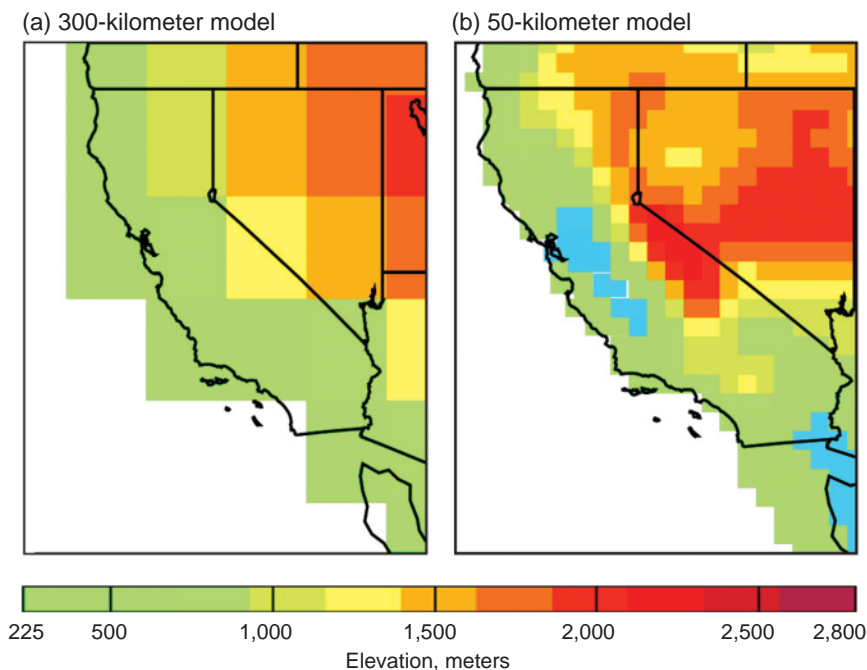 (a) 300-kilometer model
(b) 50-kilometer model
225 500 1,000 1,500 2,000 2,500 2,800
Elevation, meters